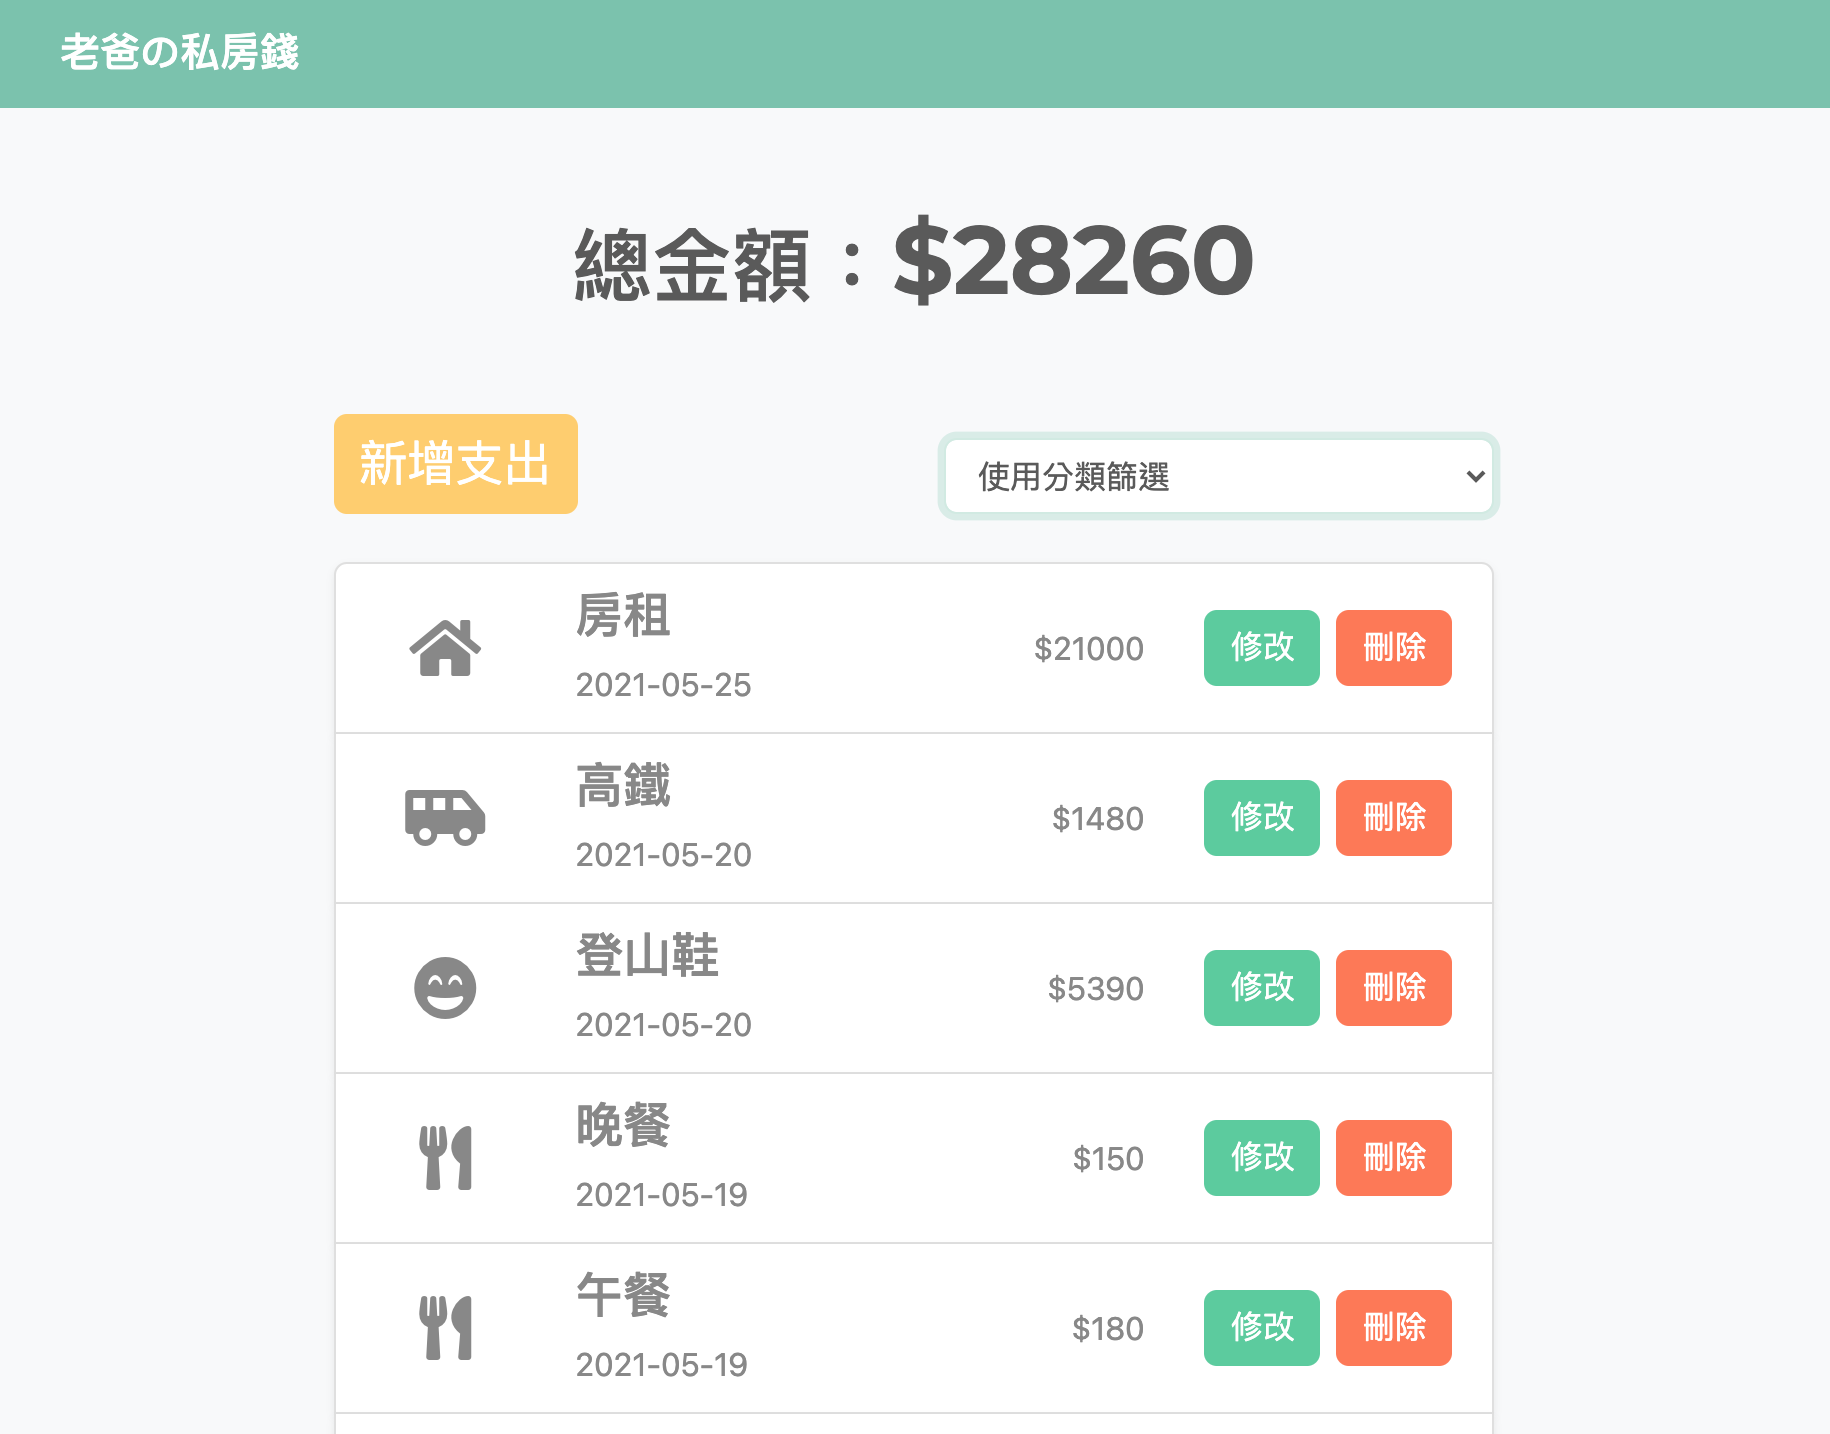 老爸の私房錢
總金額：$28260
新增支出
使用分類篩選
房租
2021-05-25
$21000
修改
刪除
高鐵
2021-05-20
$1480
修改
刪除
登山鞋
2021-05-20
$5390
修改
刪除
晚餐
2021-05-19
$150
修改
刪除
午餐
2021-05-19
$180
修改
刪除